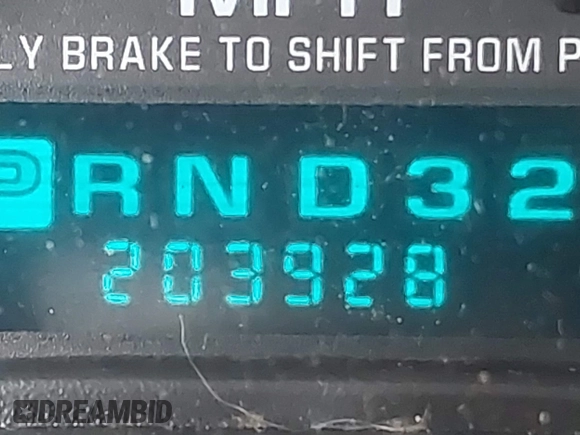 MPH
LY BRAKE TO SHIFT FROM P
P R N D 3 2
203928
DREAMBID